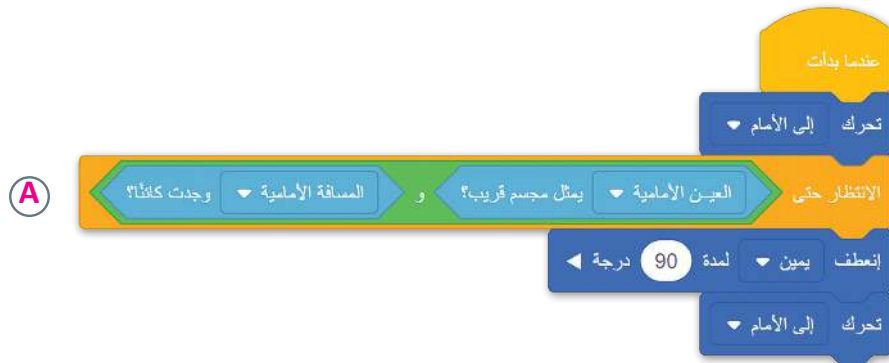 عندما بدأت
تحرك إلى الأمام
A
الانتظار حتى العيـن الأمامية يمثل مجسم قريب؟ و المسافة الأمامية وجدت كائنًا؟
إنعطف يمين لمدة 90 درجة
تحرك إلى الأمام